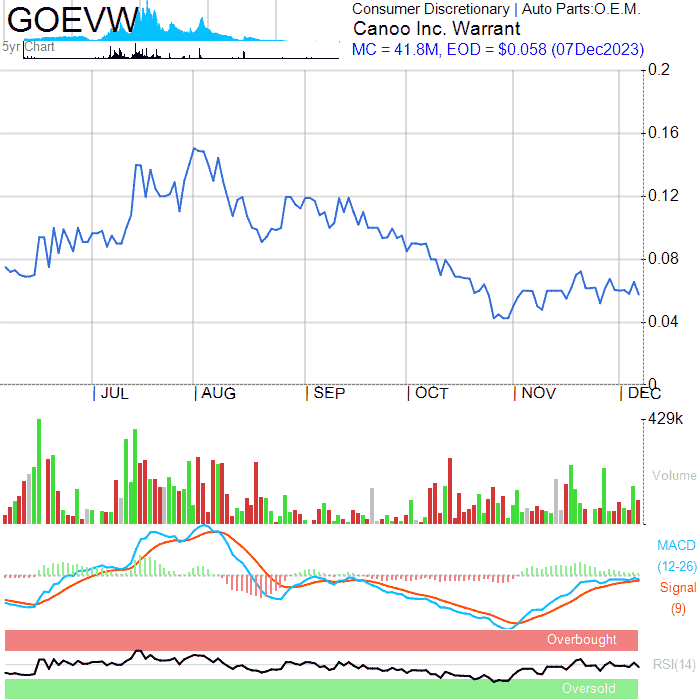 GOEVW
Consumer Discretionary | Auto Parts:O.E.M.
Canoo Inc. Warrant
5yr Chart
MC = 41.8M, EOD = $0.058 (07Dec2023)
0.2
0.16
0.12
0.08
0.04
0
JUL
AUG
SEP
OCT
NOV
DEC
429k
Volume
MACD
(12-26)
Signal
(9)
Overbought
RSI(14)
Oversold